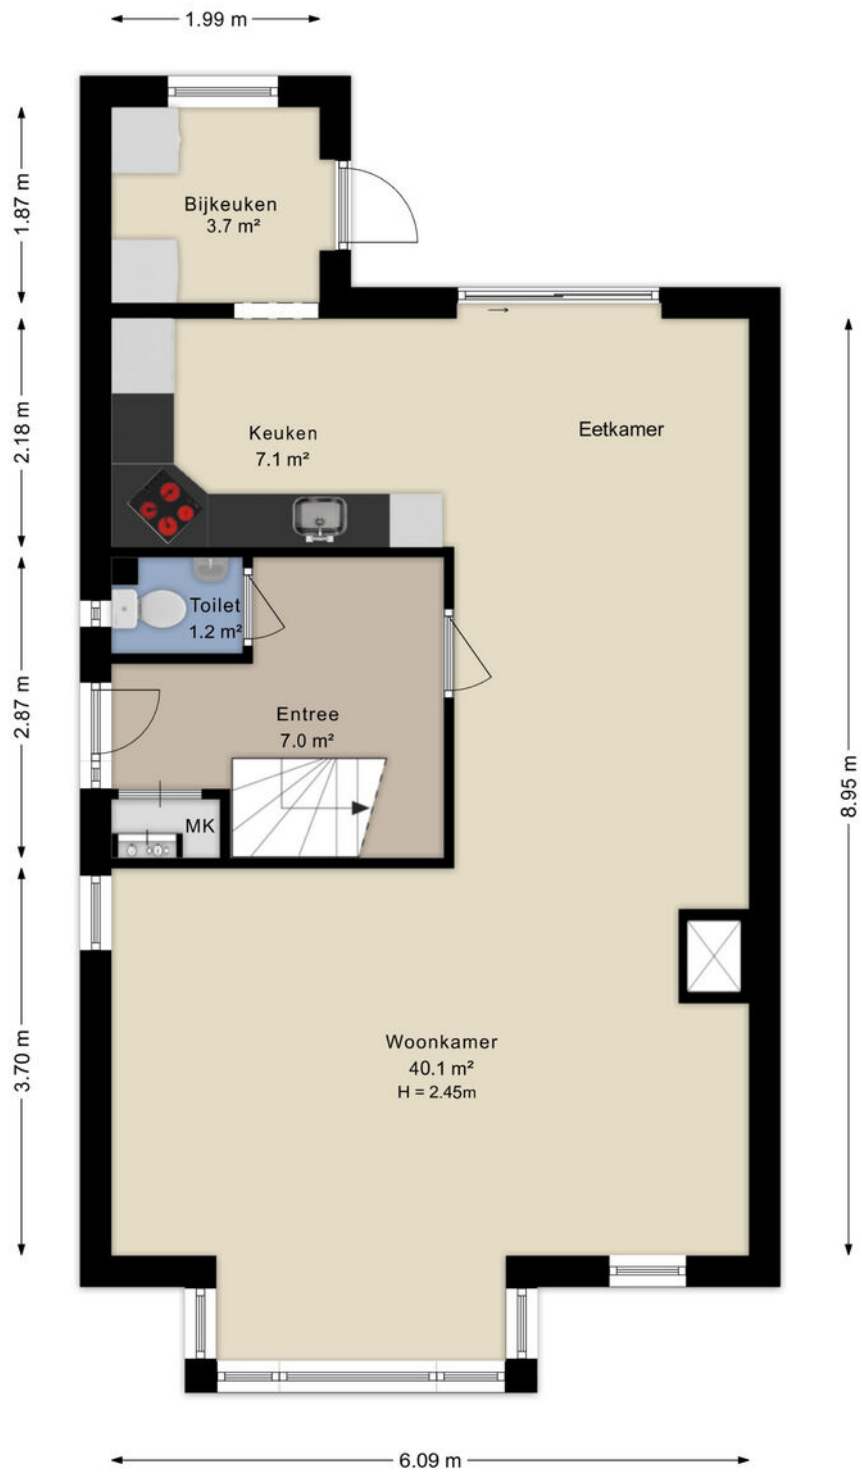 1.99 m
1.87 m
Bijkeuken
3.7 m²
2.18 m
Keuken
7.1 m²
Eetkamer
Toilet
1.2 m²
2.87 m
Entree
7.0 m²
MK
8.95 m
3.70 m
Woonkamer
40.1 m²
H = 2.45m
6.09 m